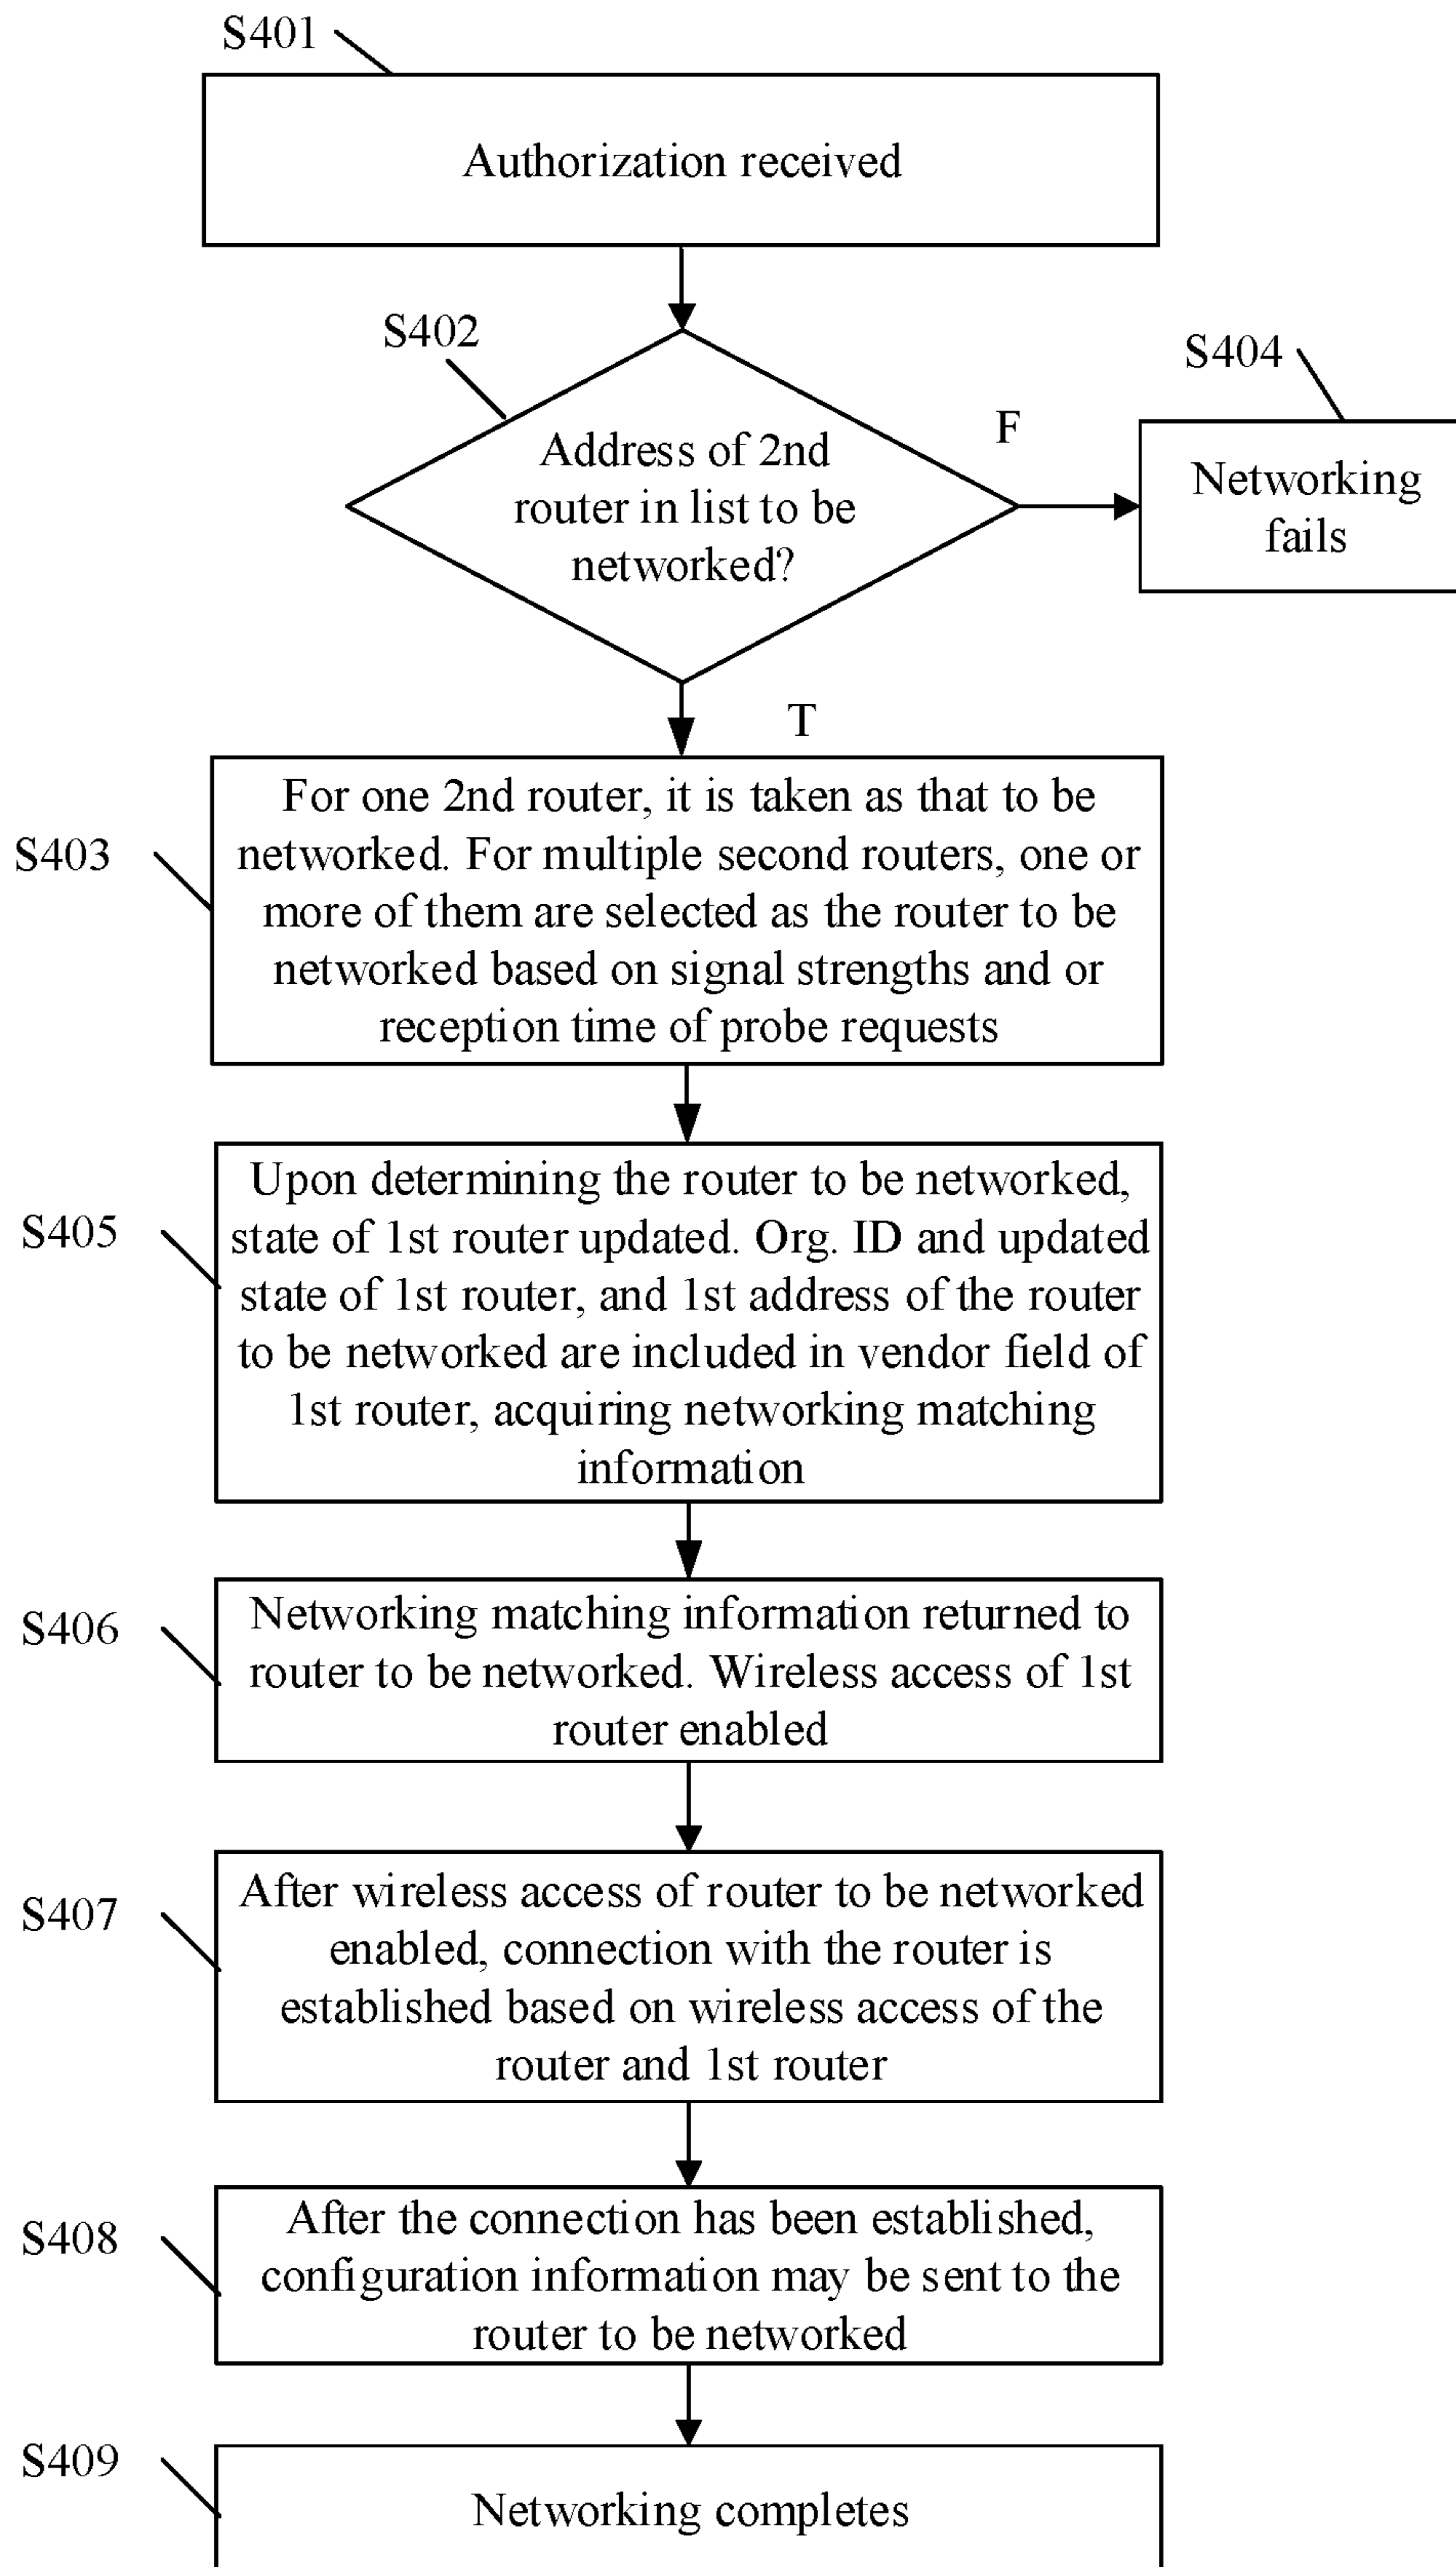 S401
Authorization received
S402
S404
Address of 2nd
router in list to be
networked?
F
Networking
fails
T
S403
For one 2nd router, it is taken as that to be
networked. For multiple second routers, one or
more of them are selected as the router to be
networked based on signal strengths and or
reception time of probe requests
S405
Upon determining the router to be networked,
state of 1st router updated. Org. ID and updated
state of 1st router, and 1st address of the router
to be networked are included in vendor field of
1st router, acquiring networking matching
information
S406
Networking matching information returned to
router to be networked. Wireless access of 1st
router enabled
S407
After wireless access of router to be networked
enabled, connection with the router is
established based on wireless access of the
router and 1st router
S408
After the connection has been established,
configuration information may be sent to the
router to be networked
S409
Networking completes